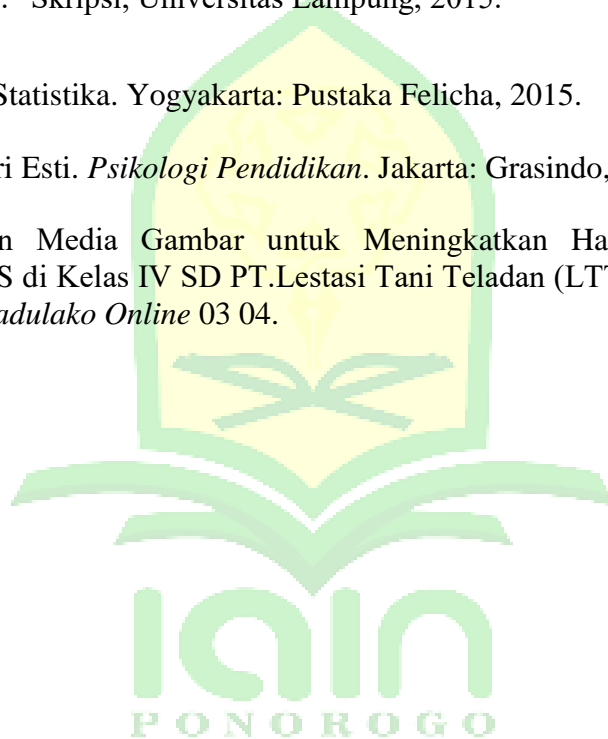 . Skripsi, Universitas Lampung, 2015.
Statistika. Yogyakarta: Pustaka Felicha, 2015.
ri Esti. Psikologi Pendidikan. Jakarta: Grasindo,
n Media Gambar untuk Meningkatkan Ha
S di Kelas IV SD PT.Lestasi Tani Teladan (LTT
adulako Online 03 04.
iain
PONOROGO